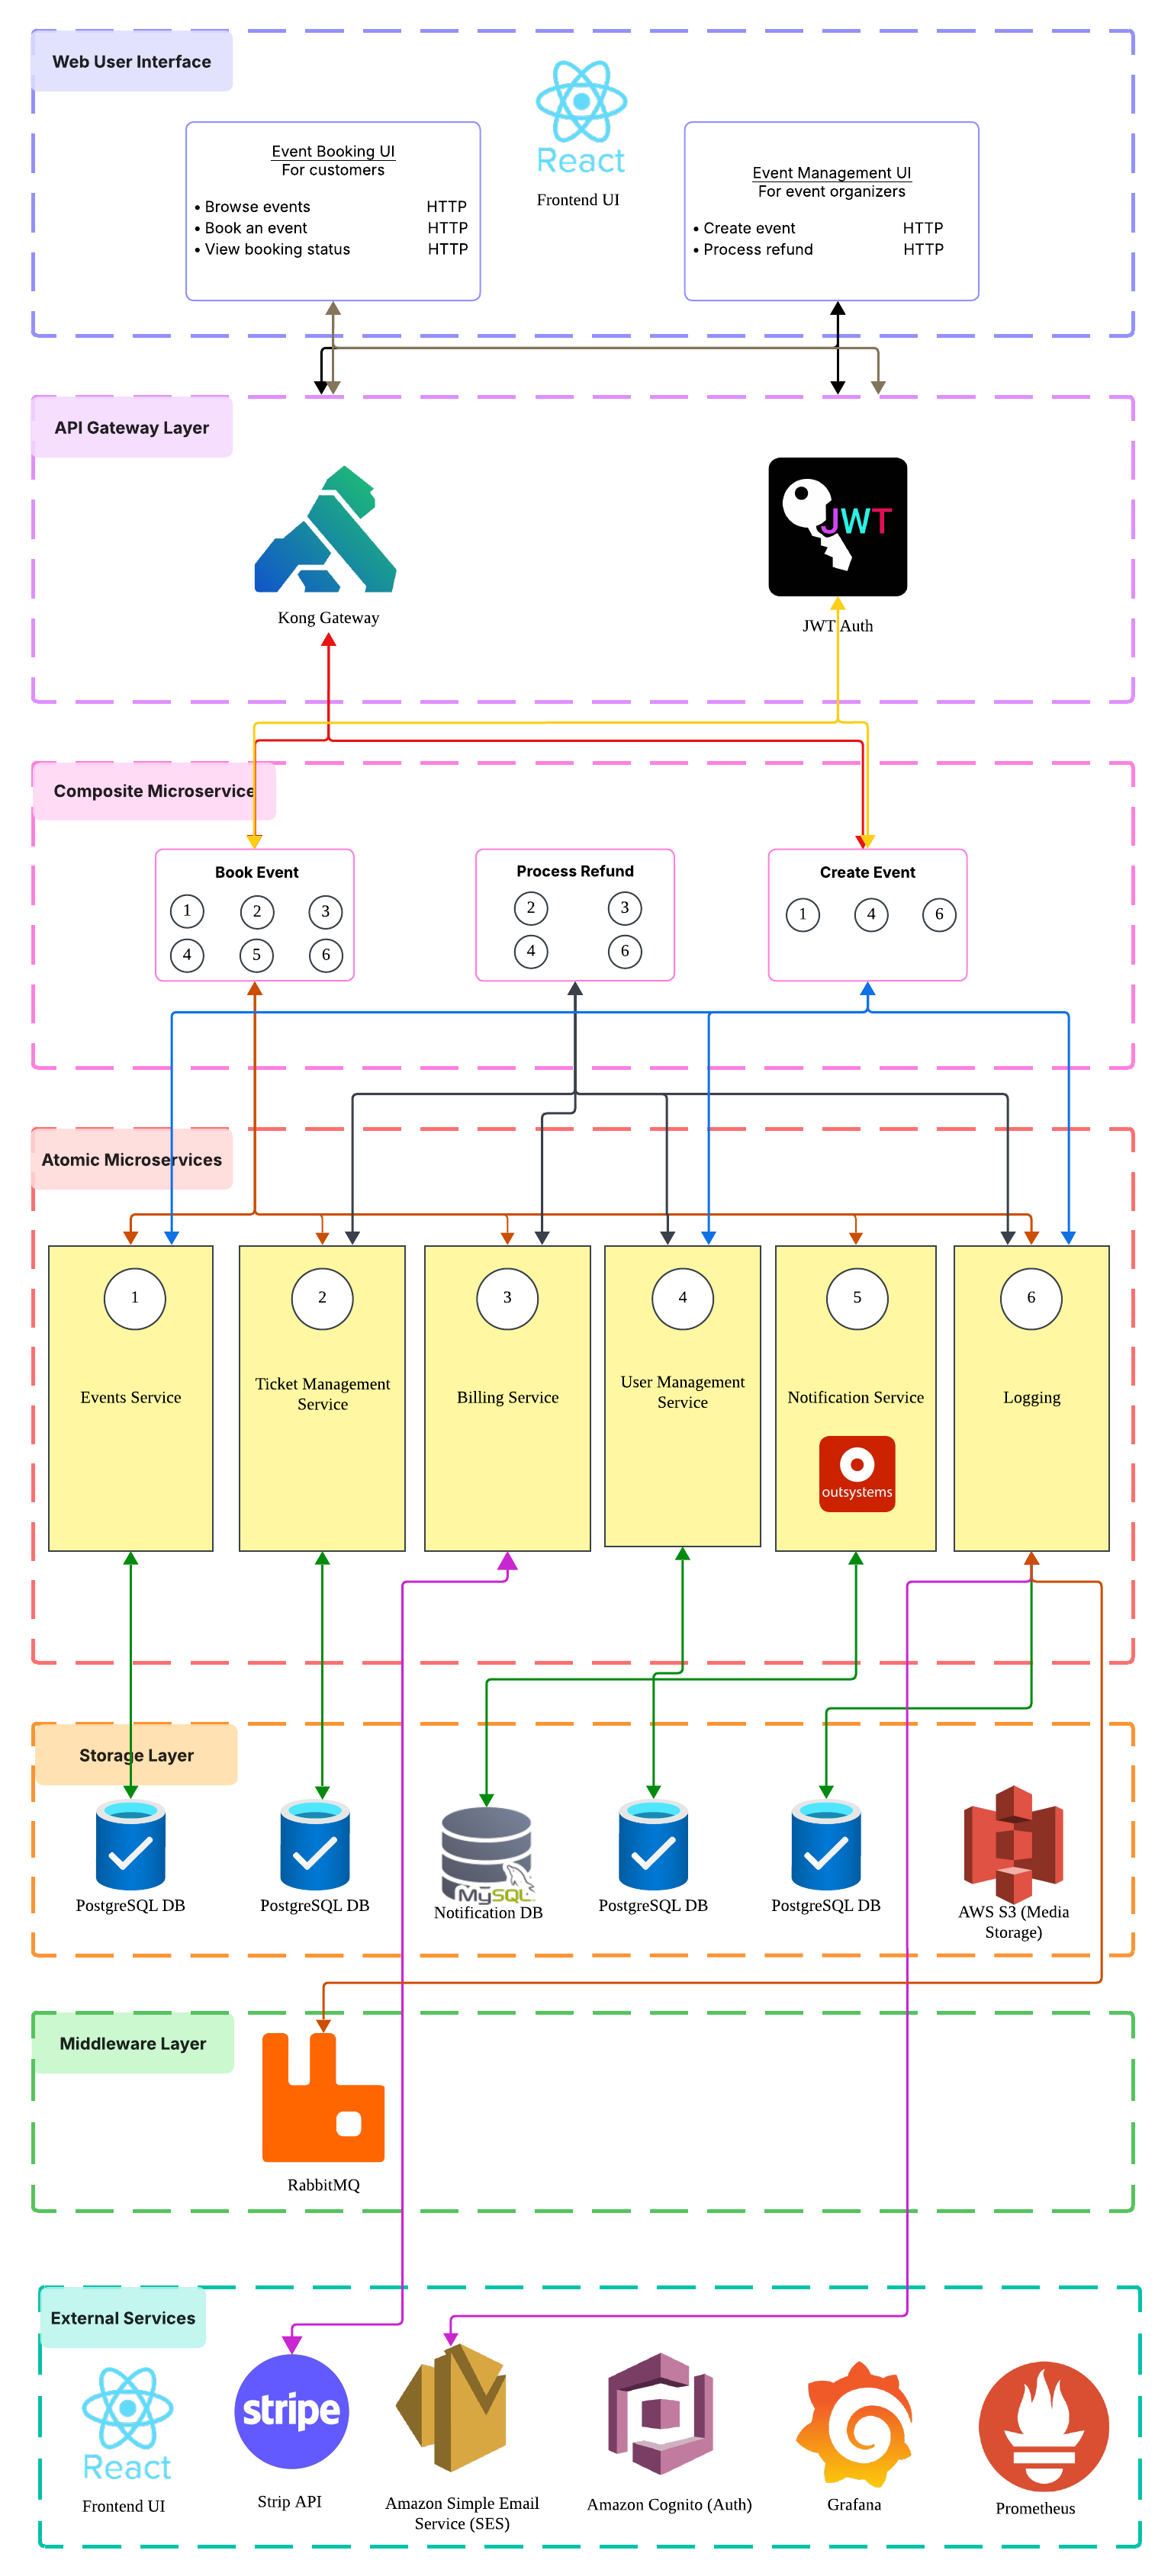 Web User Interface
React
Frontend UI
Event Booking UI
For customers
• Browse events HTTP
• Book an event HTTP
• View booking status HTTP
Event Management UI
For event organizers
• Create event HTTP
• Process refund HTTP
API Gateway Layer
JWT
Kong Gateway
JWT Auth
Composite Microservice
Book Event
1 2 3
4 5 6
Process Refund
2 3
4 6
Create Event
1 4 6
Atomic Microservices
1
Events Service
2
Ticket Management
Service
3
Billing Service
4
User Management
Service
5
Notification Service
outsystems
6
Logging
Storage Layer
PostgreSQL DB
PostgreSQL DB
MySQL
Notification DB
PostgreSQL DB
PostgreSQL DB
AWS S3 (Media
Storage)
Middleware Layer
RabbitMQ
External Services
React
Frontend UI
stripe
Strip API
Amazon Simple Email
Service (SES)
Amazon Cognito (Auth)
Grafana
Prometheus